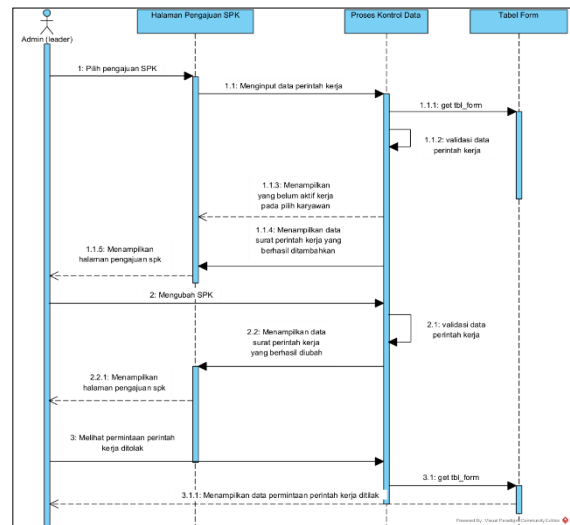 Halaman Pengajuan SPK
Proses Kontrol Data
Tabel Form
Admin (leader)
1: Pilih pengajuan SPK
1.1: Menginput data perintah kerja
1.1.1: get tbl_form
1.1.2: validasi data
perintah kerja
1.1.3: Menampilkan
yang belum aktif kerja
pada pilih karyawan
1.1.4: Menampilkan data
surat perintah kerja yang
berhasil ditambahkan
1.1.5: Menampilkan
halaman pengajuan spk
2: Mengubah SPK
2.1: validasi data
perintah kerja
2.2: Menampilkan data
surat perintah kerja
yang berhasil diubah
2.2.1: Menampilkan
halaman pengajuan spk
3: Melihat permintaan perintah
kerja ditolak
3.1: get tbl_form
3.1.1: Menampilkan data permintaan perintah kerja ditilak
Powered By Visual Paradigm Community Edition